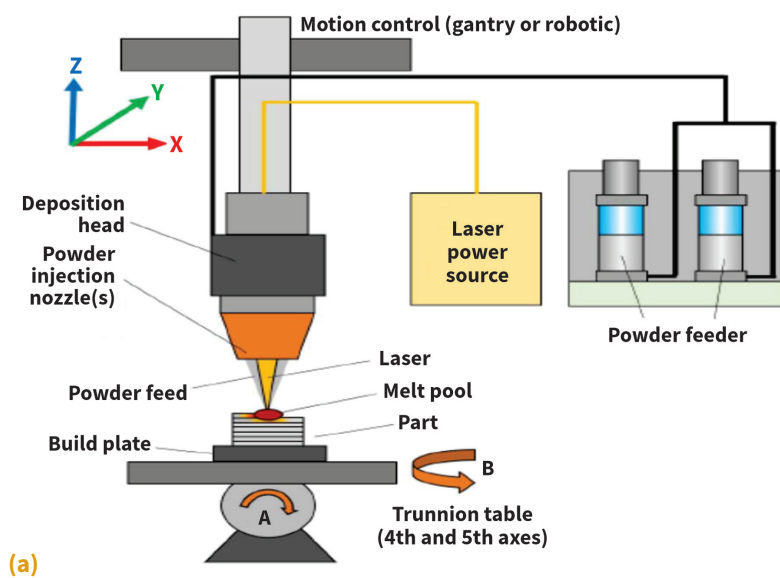 Motion control (gantry or robotic)
Z
Y
X
Deposition
head
Powder
injection
nozzle(s)
Laser
power
source
Powder feeder
Laser
Powder feed
Melt pool
Part
Build plate
B
A
Trunnion table
(4th and 5th axes)
(a)